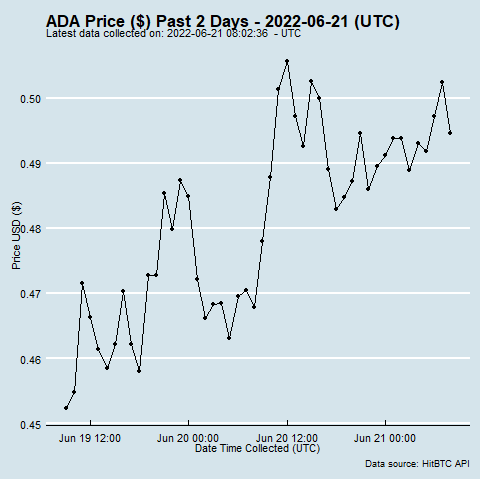 ADA Price ($) Past 2 Days - 2022-06-21 (UTC)
Latest data collected on: 2022-06-21 08:02:36  - UTC
0.50
0.49
0.48
0.47
0.46
0.45
Price USD ($)
Jun 19 12:00 Jun 20 00:00 Jun 20 12:00 Jun 21 00:00
Date Time Collected (UTC)
Data source: HitBTC API